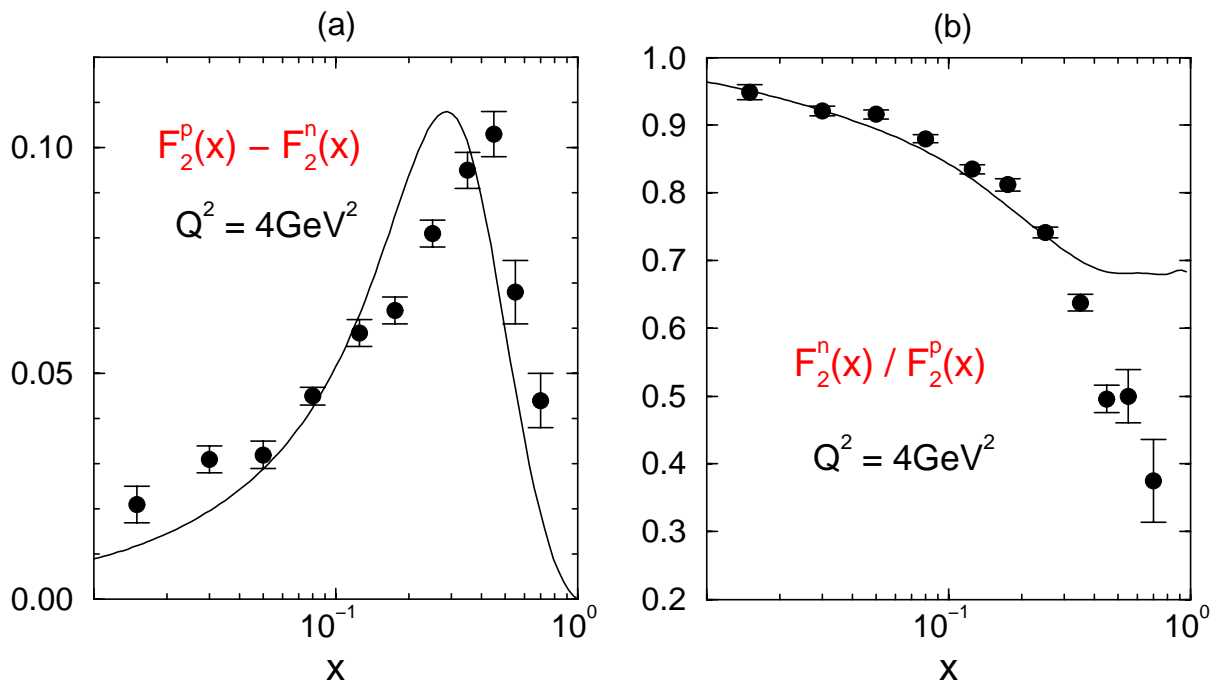 (a)
0.10
0.05
0.00
F₂ᵖ(x) − F₂ⁿ(x)
Q² = 4GeV²
10⁻¹
10⁰
x
(b)
1.0
0.9
0.8
0.7
0.6
0.5
0.4
0.3
0.2
F₂ⁿ(x) / F₂ᵖ(x)
Q² = 4GeV²
10⁻¹
10⁰
x